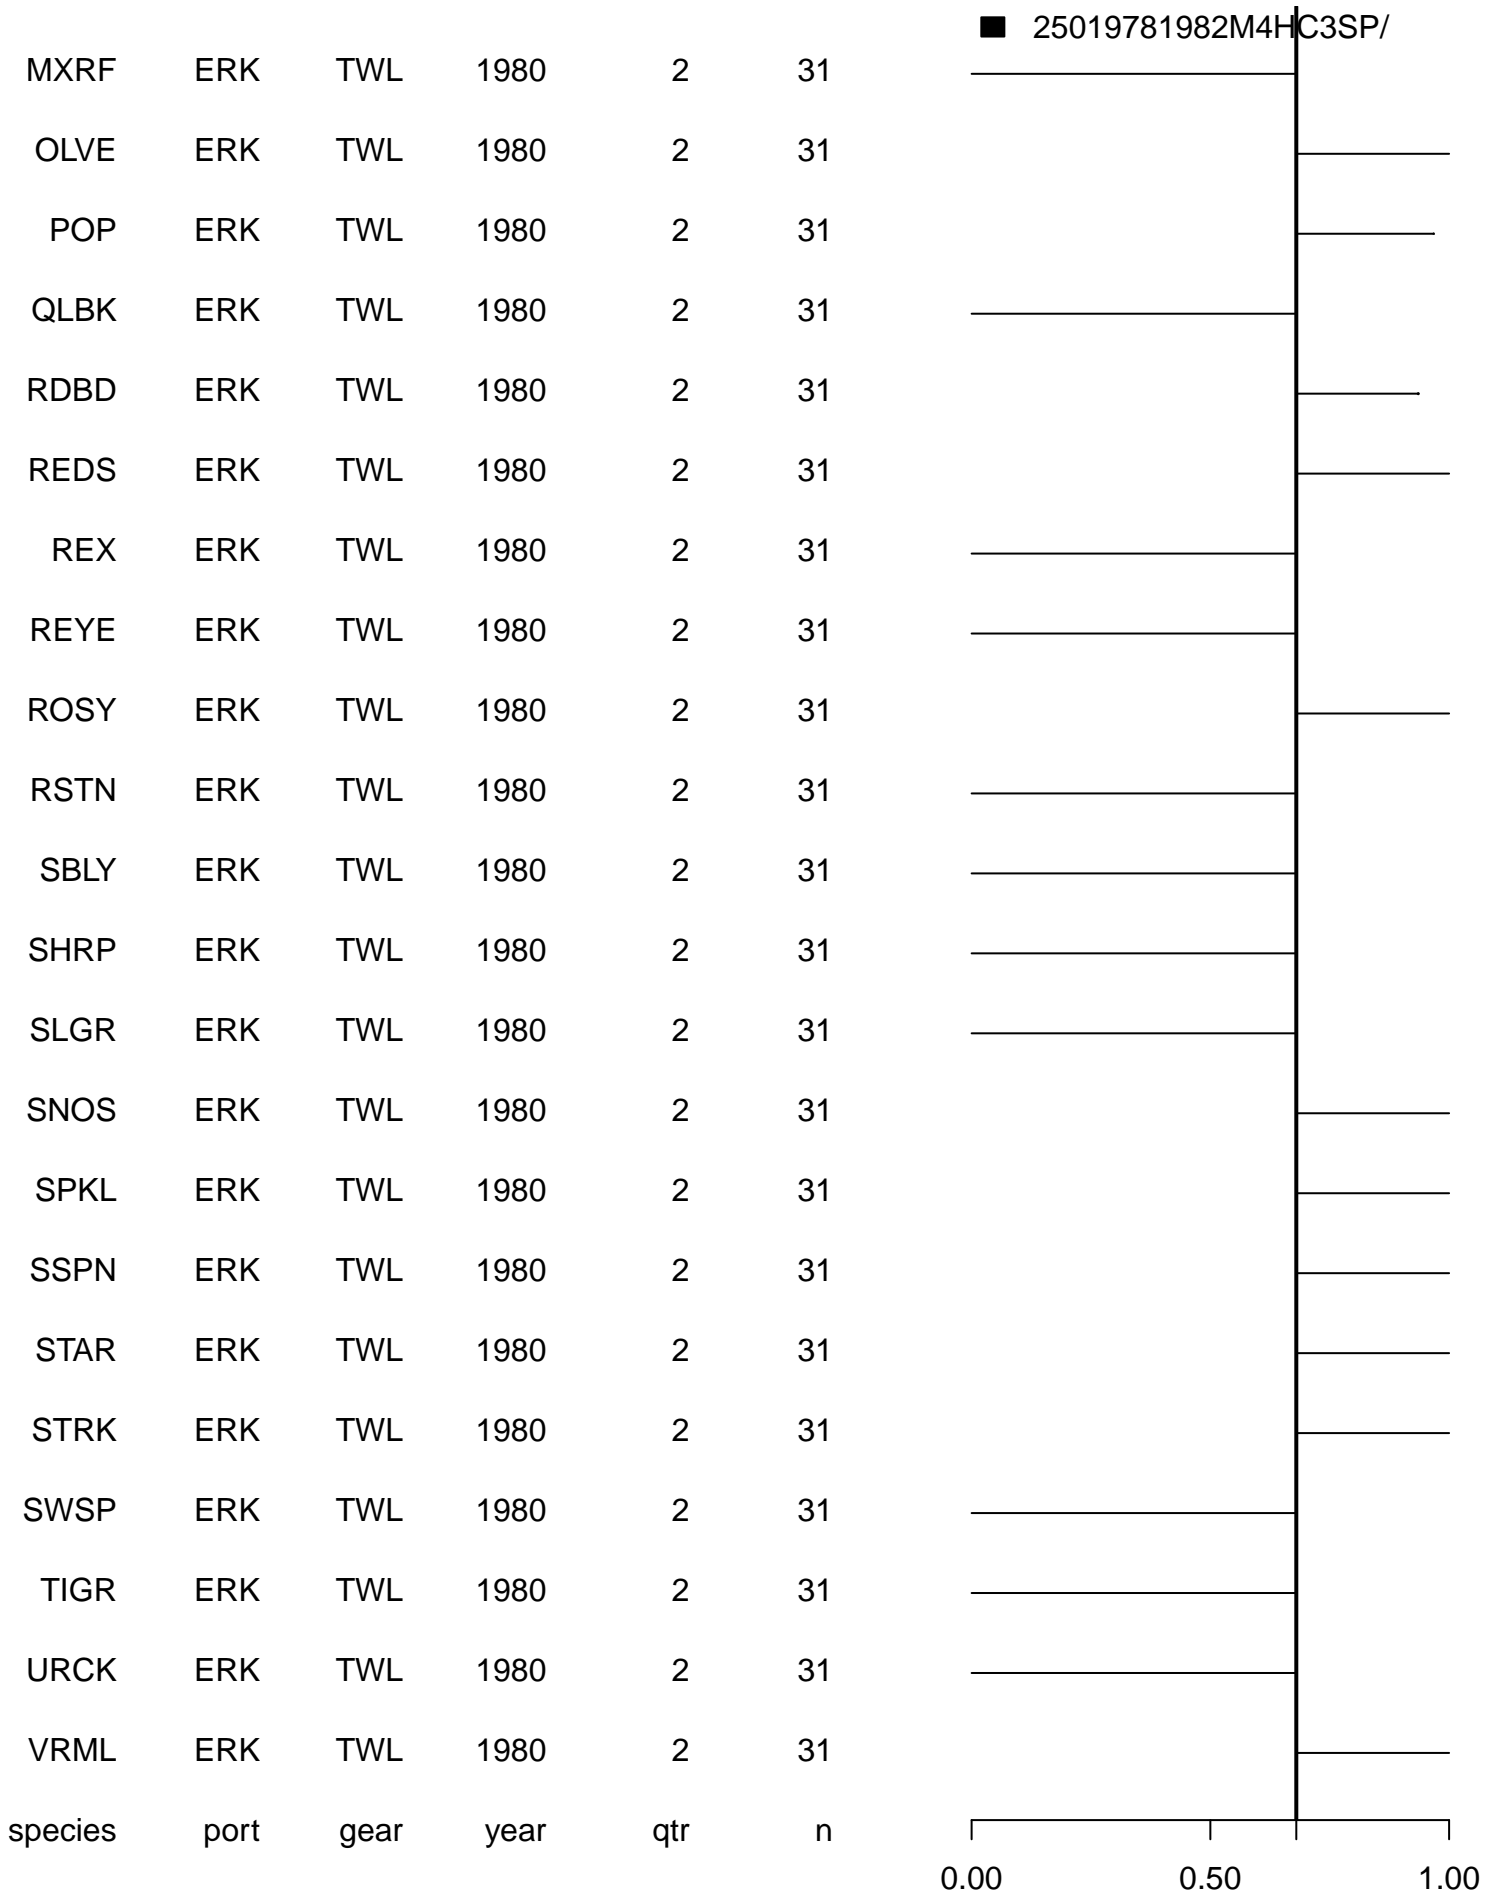 25019781982M4HC3SP/
MXRF ERK TWL 1980 2 31
OLVE ERK TWL 1980 2 31
POP ERK TWL 1980 2 31
QLBK ERK TWL 1980 2 31
RDBD ERK TWL 1980 2 31
REDS ERK TWL 1980 2 31
REX ERK TWL 1980 2 31
REYE ERK TWL 1980 2 31
ROSY ERK TWL 1980 2 31
RSTN ERK TWL 1980 2 31
SBLY ERK TWL 1980 2 31
SHRP ERK TWL 1980 2 31
SLGR ERK TWL 1980 2 31
SNOS ERK TWL 1980 2 31
SPKL ERK TWL 1980 2 31
SSPN ERK TWL 1980 2 31
STAR ERK TWL 1980 2 31
STRK ERK TWL 1980 2 31
SWSP ERK TWL 1980 2 31
TIGR ERK TWL 1980 2 31
URCK ERK TWL 1980 2 31
VRML ERK TWL 1980 2 31
species port gear year qtr n
0.00 0.50 1.00